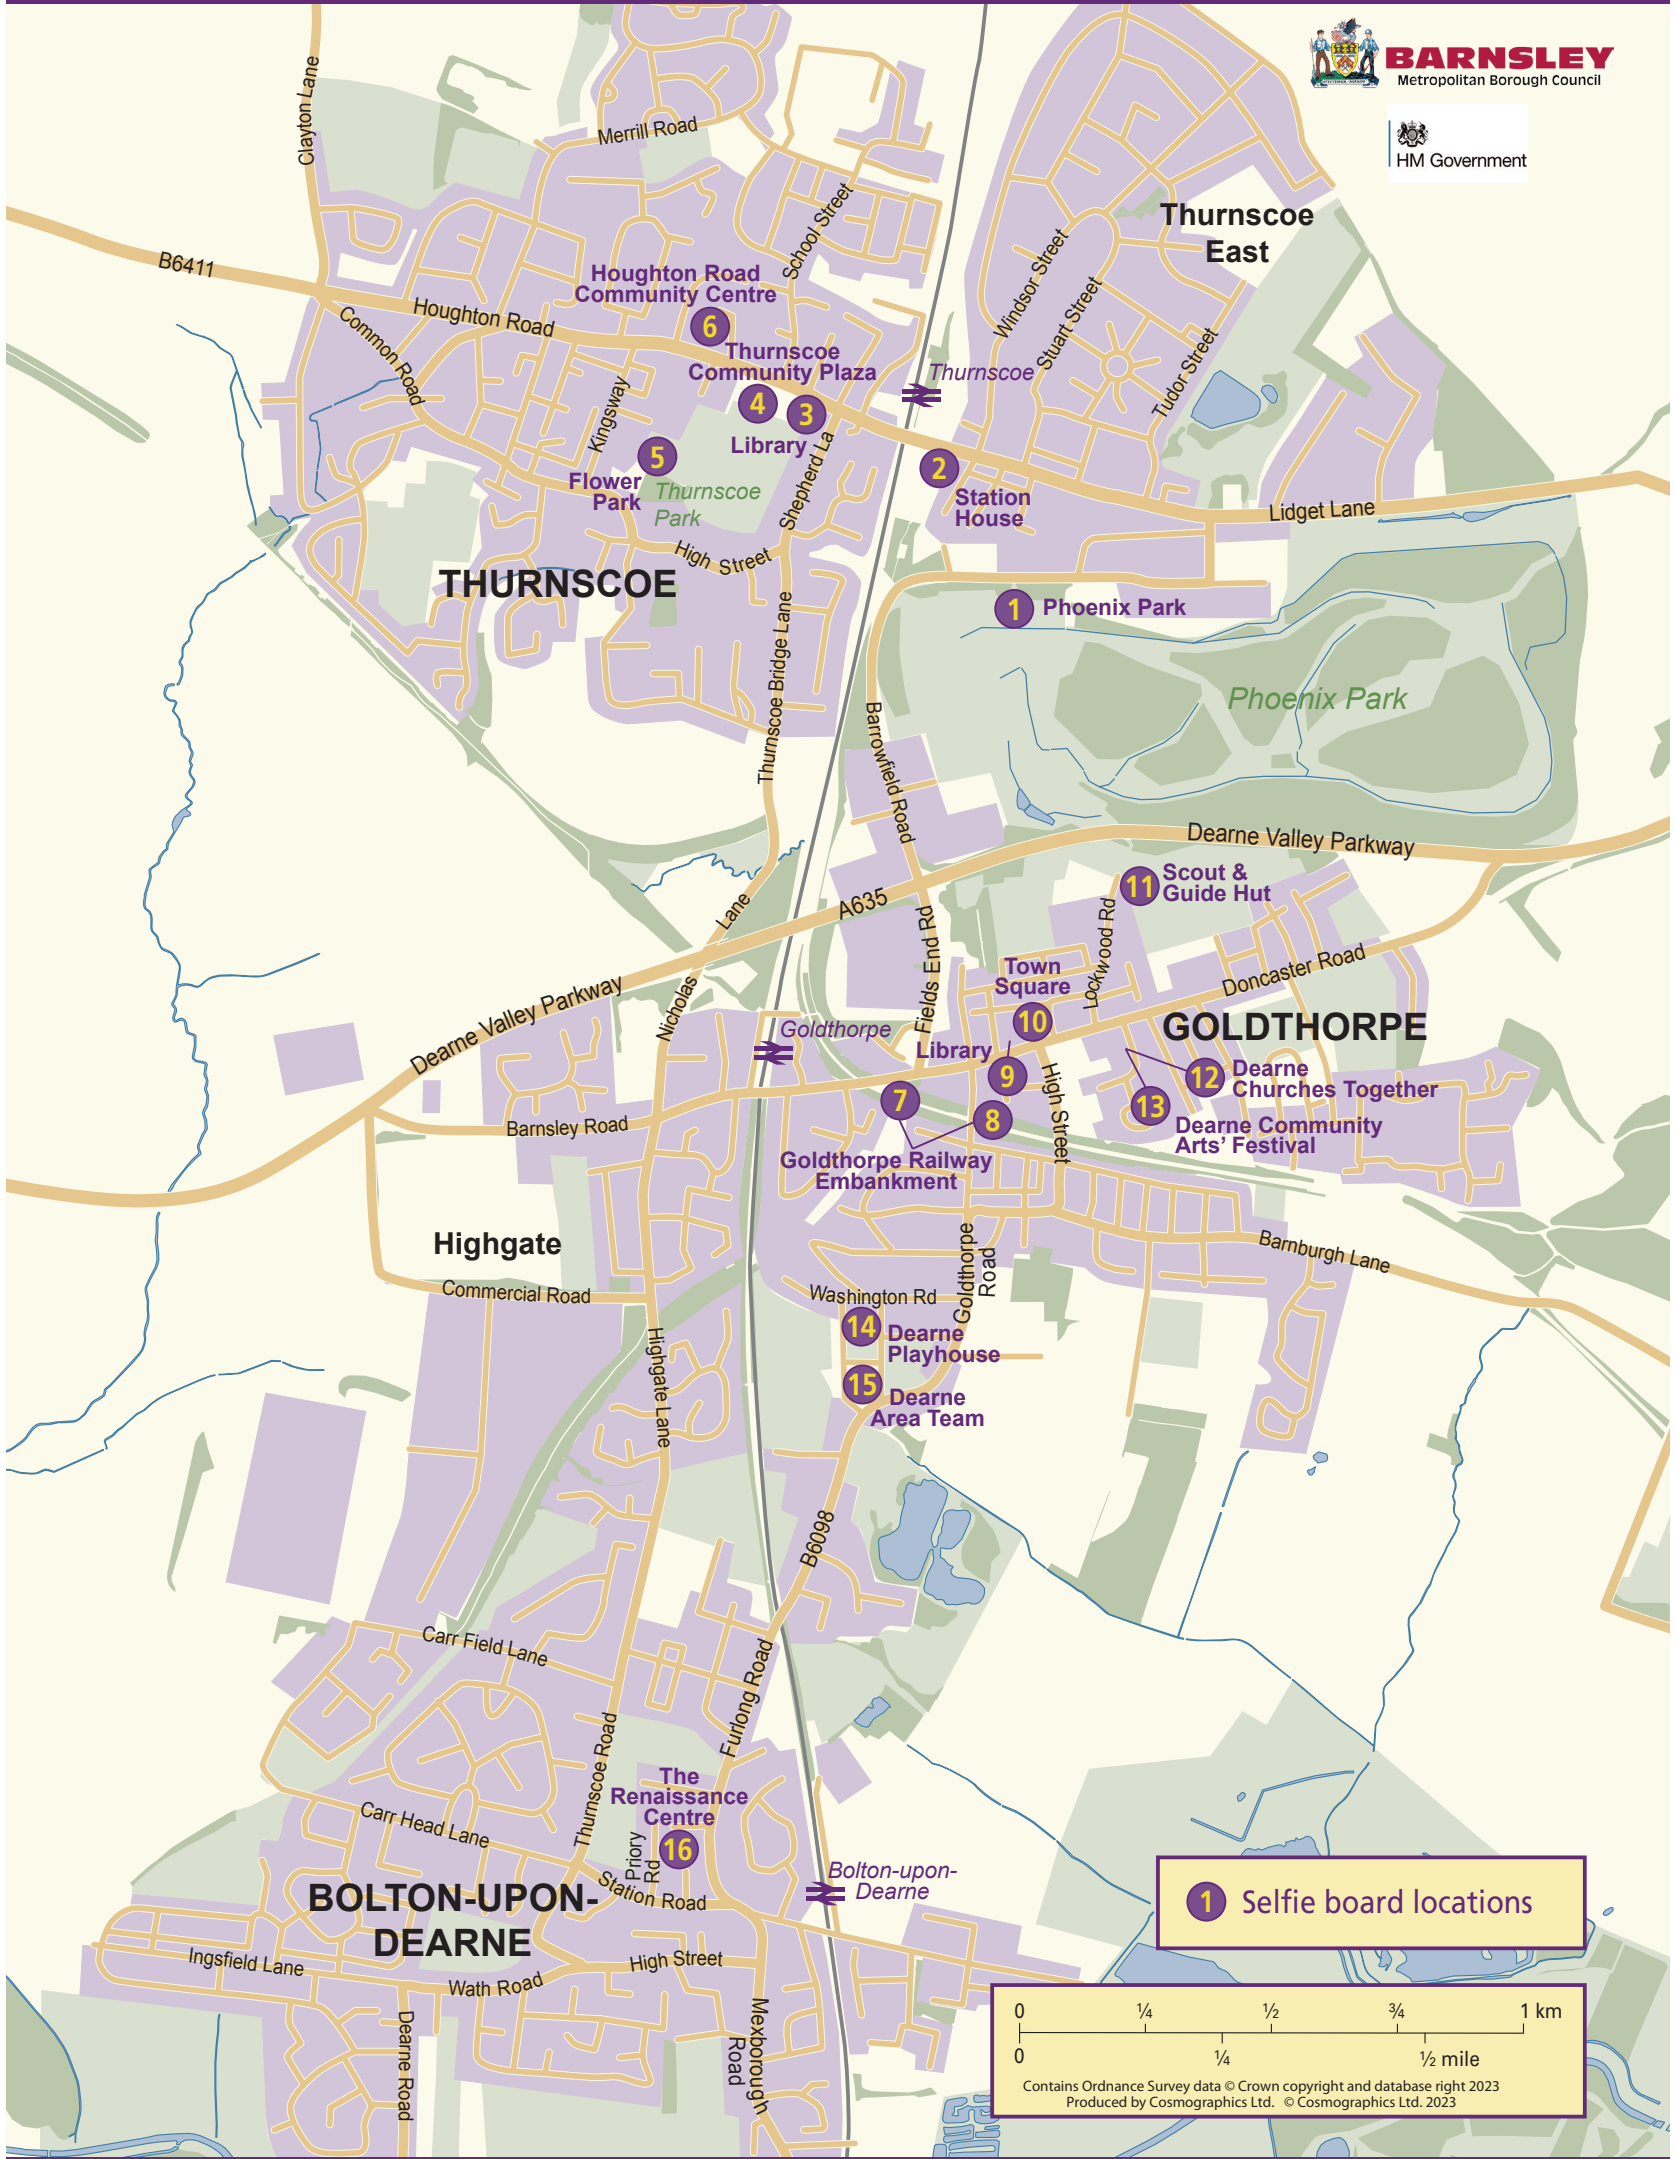 BARNSLEY
Metropolitan Borough Council
HM Government
Clayton Lane
Merrill Road
School Street
B6411
Houghton Road
Common Road
Kingsway
Houghton Road
Community Centre
6
Thurnscoe
Community Plaza
4
3
Library
5
Flower
Park
Thurnscoe
Park
Shepherd La
High Street
THURNSCOE
Thurnscoe
Windsor Street
Stuart Street
Tudor Street
Thurnscoe
East
2
Station
House
Lidget Lane
1
Phoenix Park
Phoenix Park
Thurnscoe Bridge Lane
Barrowfield Road
Dearne Valley Parkway
A635
Lane
Nicholas
Dearne Valley Parkway
Fields End Rd
11
Scout &
Guide Hut
Lockwood Rd
Town
Square
10
Doncaster Road
GOLDTHORPE
Goldthorpe
Library
9
7
8
High Street
12
Dearne
Churches Together
13
Dearne Community
Arts' Festival
Goldthorpe Railway
Embankment
Barnsley Road
Highgate
Commercial Road
Highgate Lane
Goldthorpe
Road
Barnburgh Lane
Washington Rd
14
Dearne
Playhouse
15
Dearne
Area Team
B6098
Carr Field Lane
Furlong Road
Thurnscoe Road
The
Renaissance
Centre
16
Priory
Rd
Carr Head Lane
Station Road
BOLTON-UPON-
DEARNE
Bolton-upon-
Dearne
Ingsfield Lane
Wath Road
High Street
Dearne Road
Mexborough
Road
1 Selfie board locations
0 ¼ ½ ¾ 1 km
0 ¼ ½ mile
Contains Ordnance Survey data © Crown copyright and database right 2023
Produced by Cosmographics Ltd. © Cosmographics Ltd. 2023